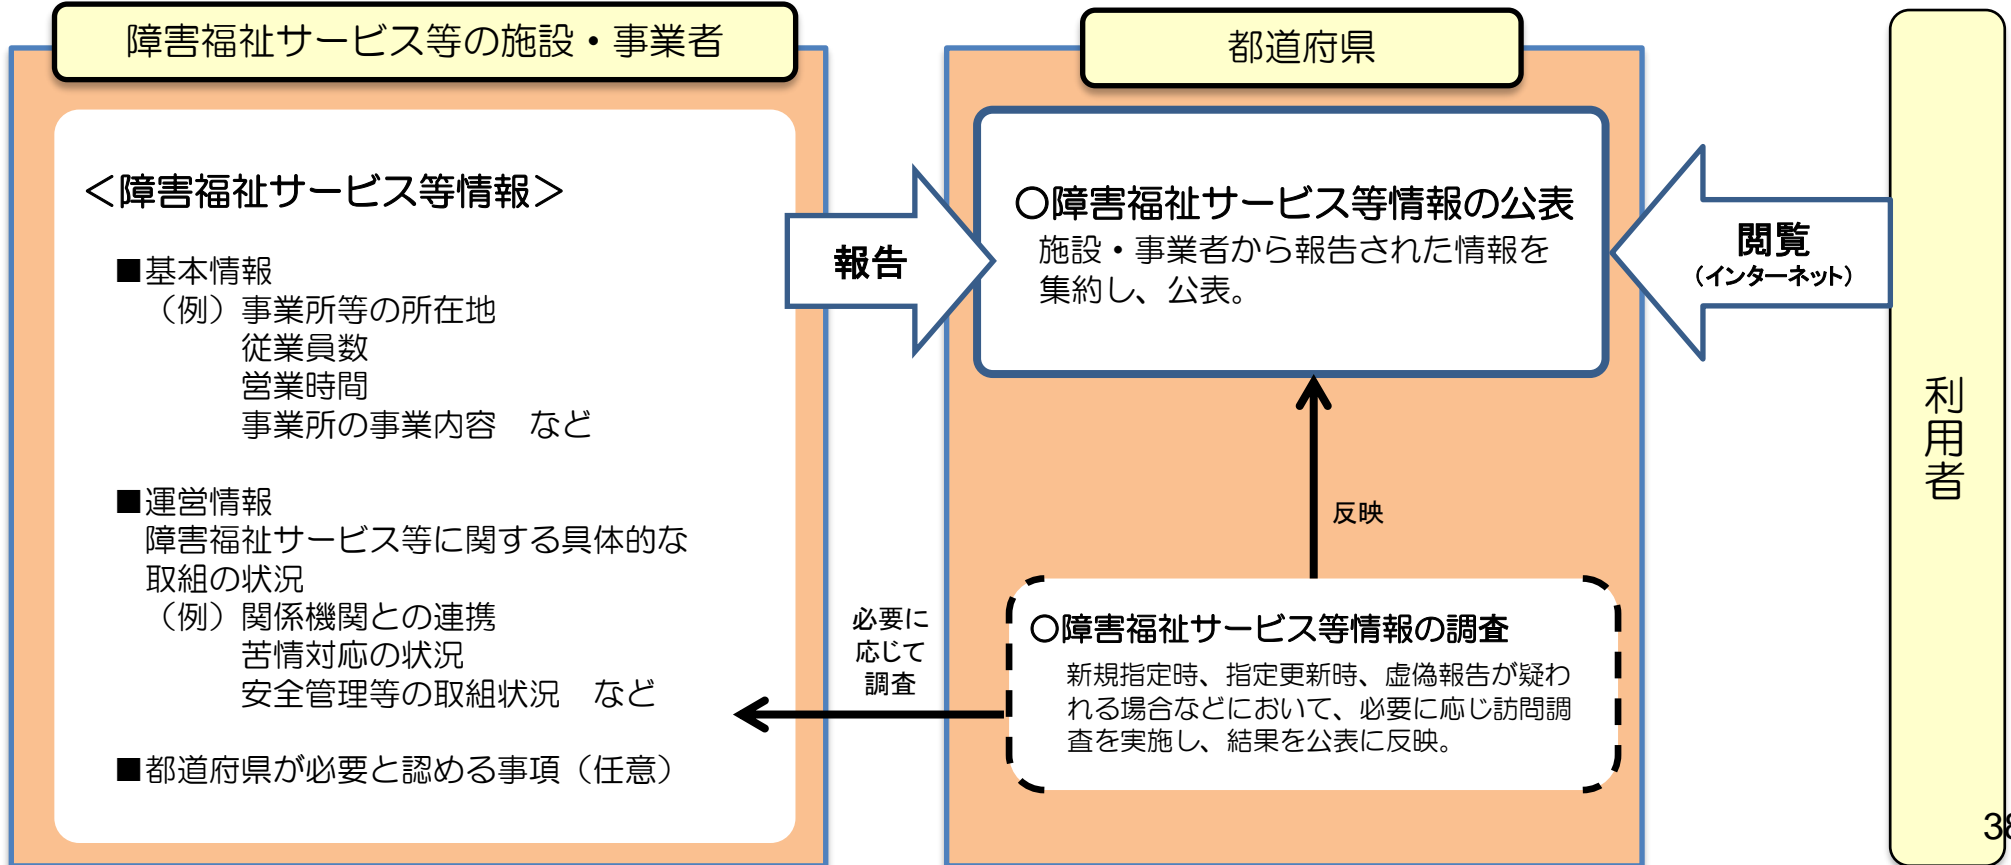 障害福祉サービス等の施設・事業者
＜障害福祉サービス等情報＞
■基本情報
（例）事業所等の所在地
従業員数
営業時間
事業所の事業内容　など
■運営情報
障害福祉サービス等に関する具体的な
取組の状況
（例）関係機関との連携
苦情対応の状況
安全管理等の取組状況　など
■都道府県が必要と認める事項（任意）
報告
必要に
応じて
調査
都道府県
〇障害福祉サービス等情報の公表
施設・事業者から報告された情報を
集約し、公表。
反映
〇障害福祉サービス等情報の調査
新規指定時、指定更新時、虚偽報告が疑わ
れる場合などにおいて、必要に応じ訪問調
査を実施し、結果を公表に反映。
閲覧
（インターネット）
利用者
38